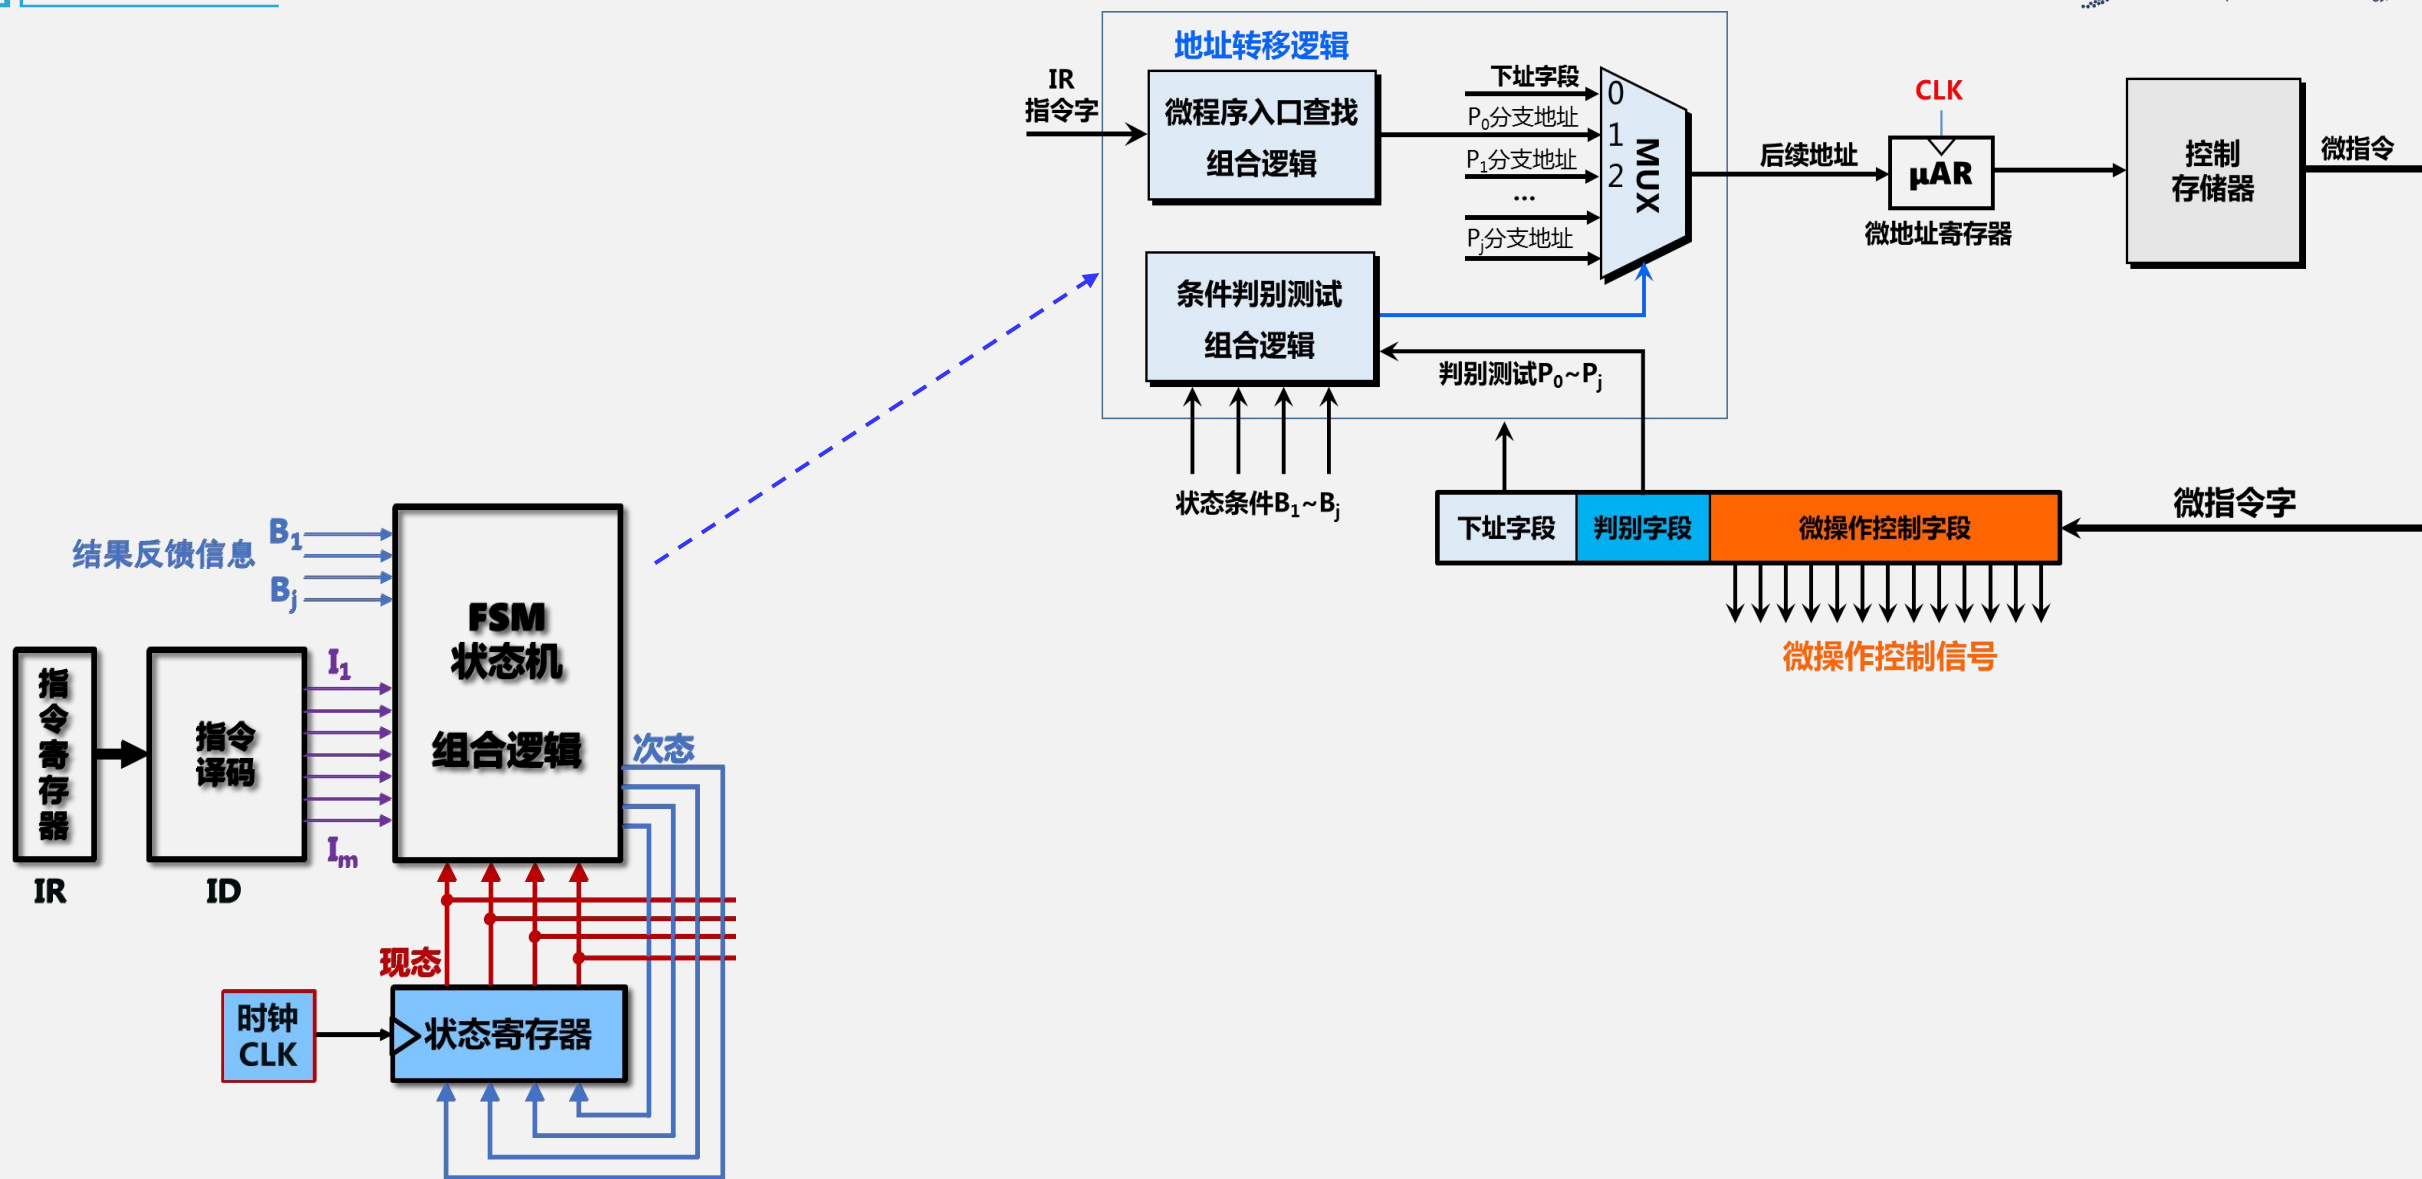 地址转移逻辑
IR
指令字
微程序入口查找
组合逻辑
下址字段
P0分支地址
P1分支地址
...
Pj分支地址
0
1
2
MUX
后续地址
CLK
μAR
微地址寄存器
控制
存储器
微指令
条件判别测试
组合逻辑
判别测试P0~Pj
状态条件B1~Bj
下址字段
判别字段
微操作控制字段
微指令字
微操作控制信号
结果反馈信息
B1
Bj
FSM
状态机
组合逻辑
指令寄存器
IR
指令
译码
ID
I1
Im
次态
现态
时钟
CLK
状态寄存器